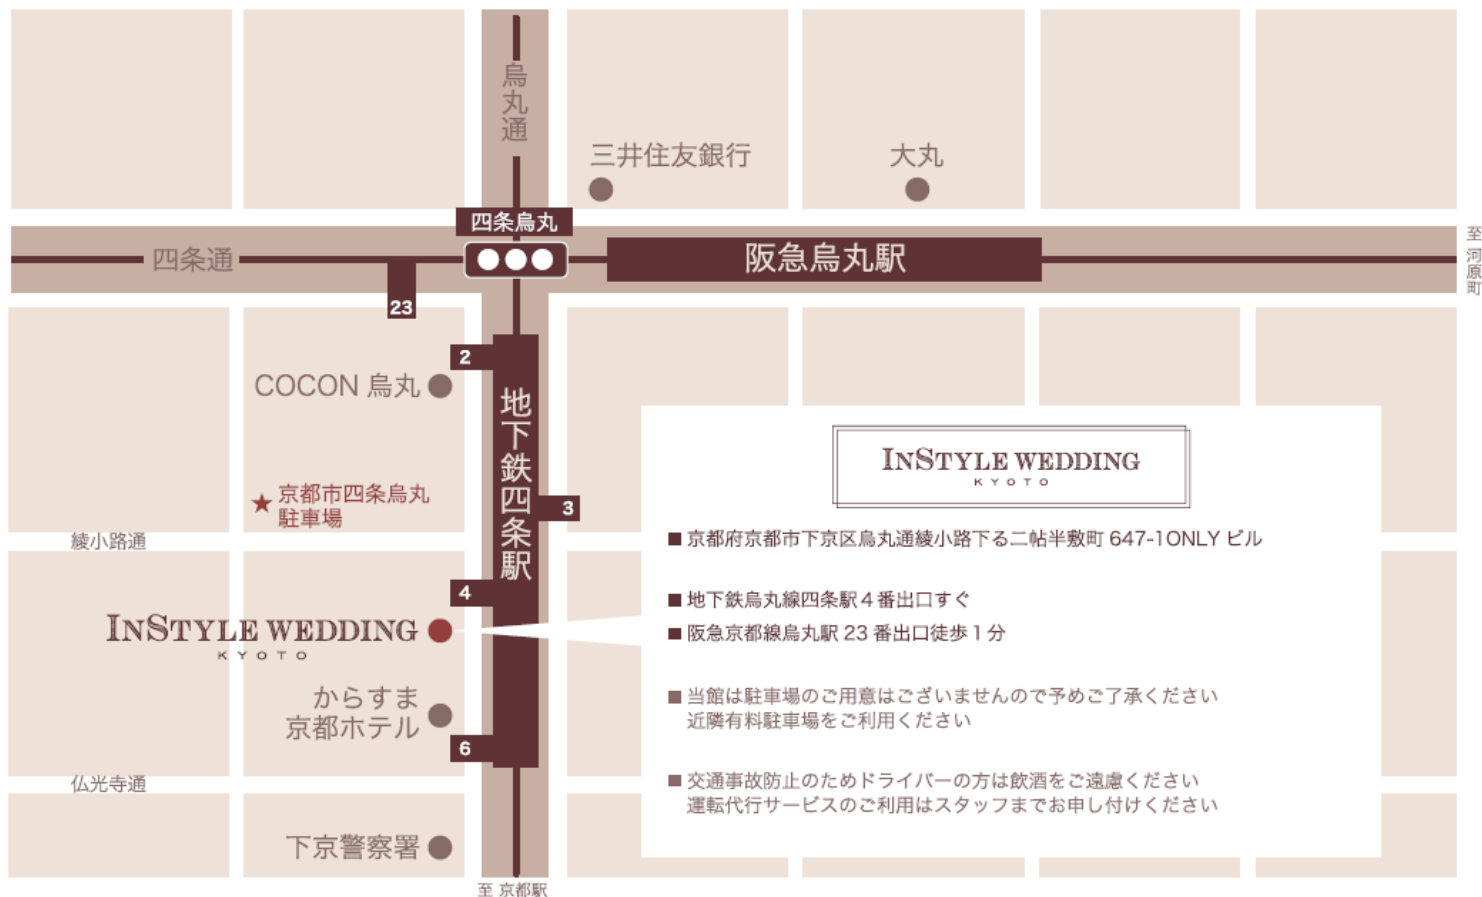 烏丸通
三井住友銀行
大丸
四条烏丸
四条通
阪急烏丸駅
至 河原町
23
2
COCON 烏丸
地下鉄四条駅
INSTYLE WEDDING
KYOTO
★ 京都市四条烏丸
駐車場
3
綾小路通
■ 京都府京都市下京区烏丸通綾小路下る二帖半敷町 647-1ONLY ビル
4
■ 地下鉄烏丸線四条駅4番出口すぐ
INSTYLE WEDDING
KYOTO
■ 阪急京都線烏丸駅 23 番出口徒歩 1 分
からすま
京都ホテル
■ 当館は駐車場のご用意はございませんので予めご了承ください
近隣有料駐車場をご利用ください
6
仏光寺通
■ 交通事故防止のためドライバーの方は飲酒をご遠慮ください
運転代行サービスのご利用はスタッフまでお申し付けください
下京警察署
至 京都駅